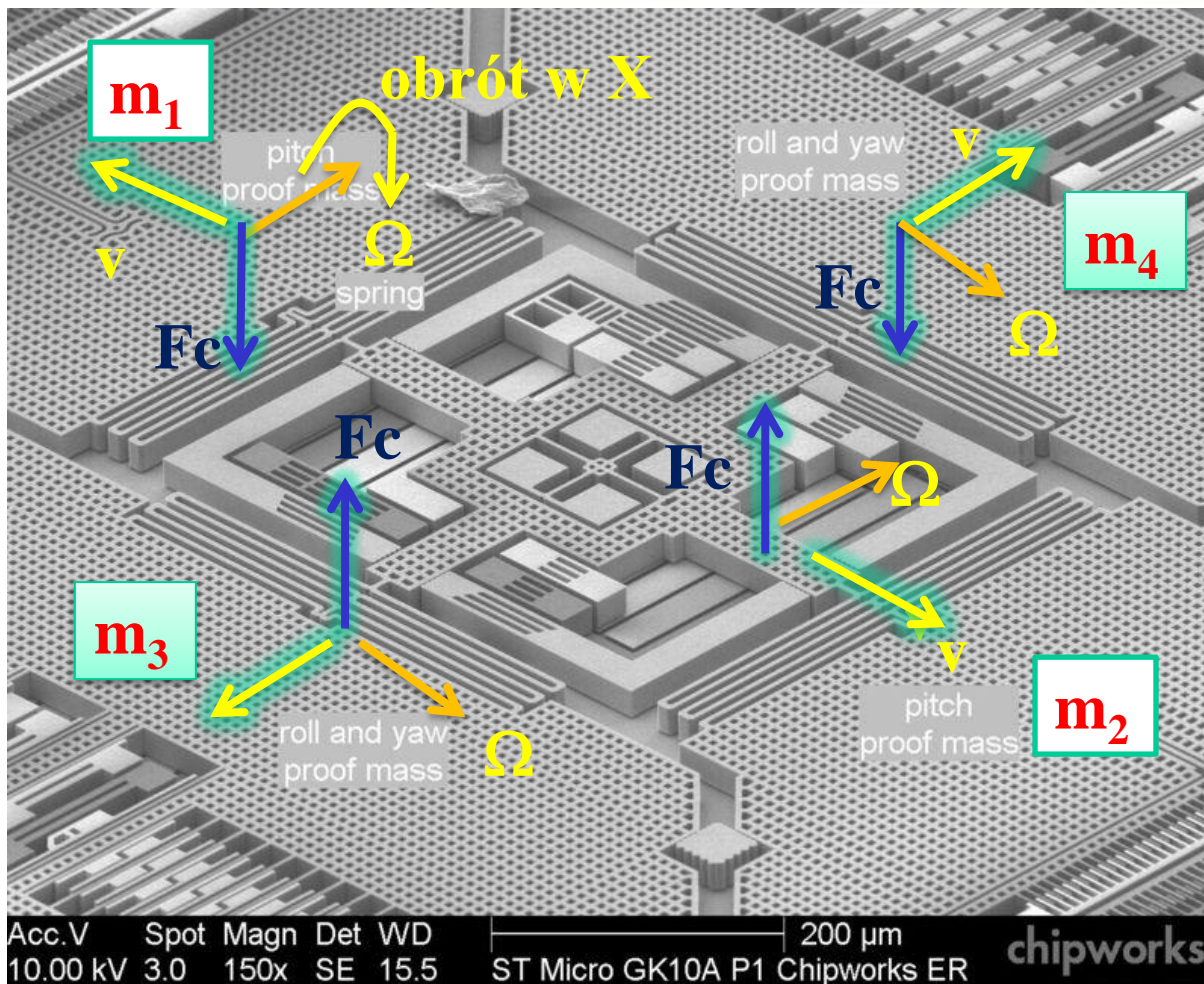 obrót w X
m1
pitch
proof mass
Ω
v
spring
Fc
roll and yaw
proof mass
v
m4
Fc
Ω
Fc
Fc
Ω
m3
v
roll and yaw
proof mass
Ω
pitch
proof mass
m2
Acc.V Spot Magn Det WD 200 µm
10.00 kV 3.0 150x SE 15.5 ST Micro GK10A P1 Chipworks ER
chipworks